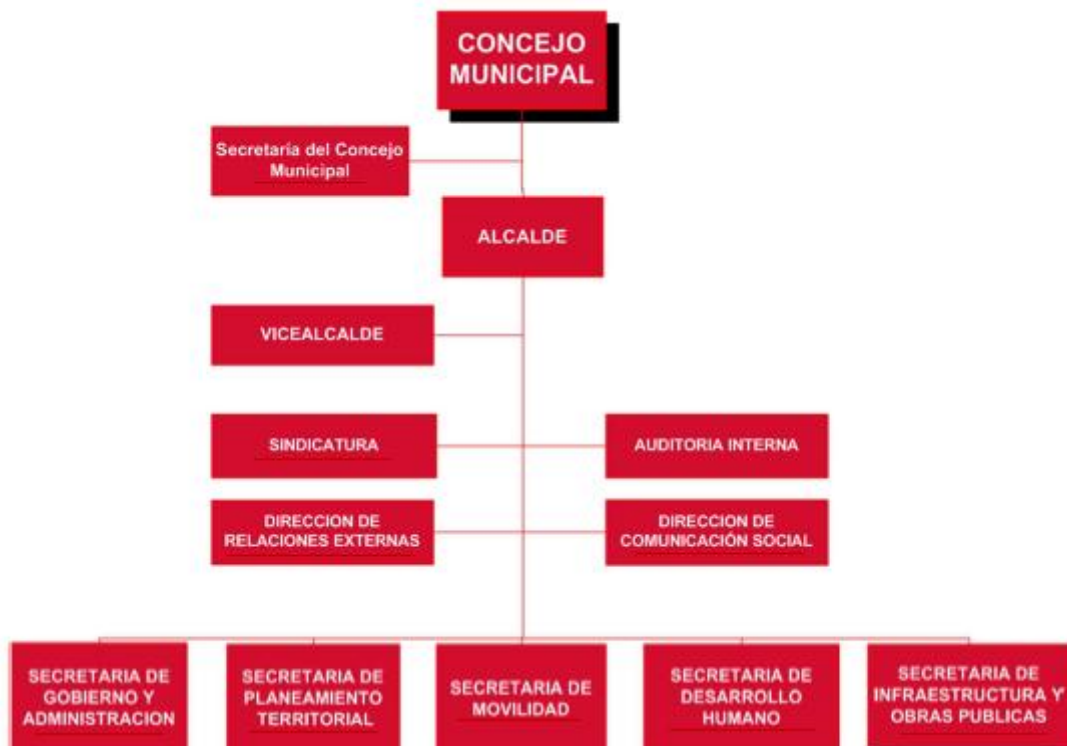 CONCEJO
MUNICIPAL
Secretaría del Concejo
Municipal
ALCALDE
VICEALCALDE
SINDICATURA
AUDITORIA INTERNA
DIRECCION DE
RELACIONES EXTERNAS
DIRECCION DE
COMUNICACIÓN SOCIAL
SECRETARIA DE
GOBIERNO Y
ADMINISTRACION
SECRETARIA DE
PLANEAMIENTO
TERRITORIAL
SECRETARIA DE
MOVILIDAD
SECRETARIA DE
DESARROLLO
HUMANO
SECRETARIA DE
INFRAESTRUCTURA Y
OBRAS PUBLICAS